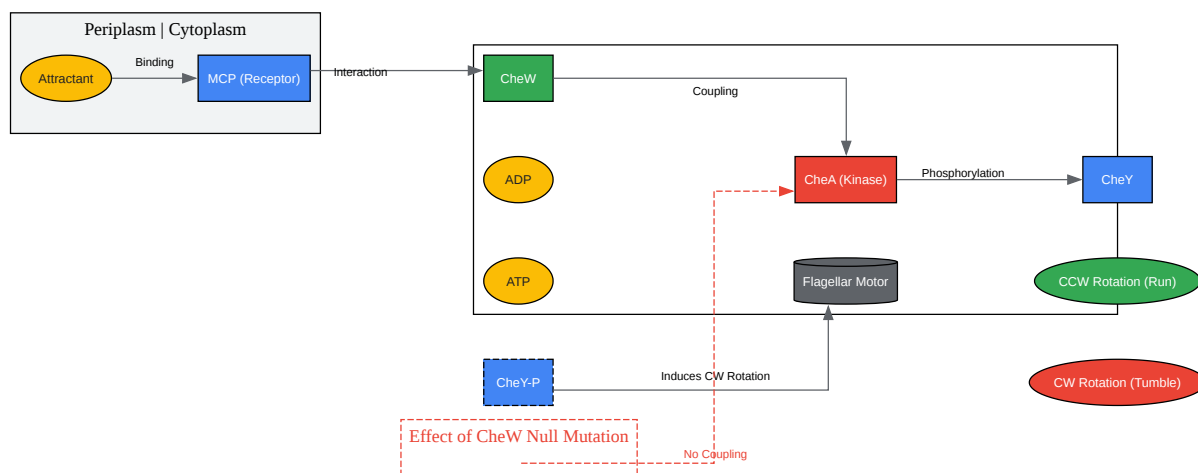 Periplasm | Cytoplasm
Attractant
Binding
MCP (Receptor)
Interaction
CheW
Coupling
ADP
CheA (Kinase)
Phosphorylation
CheY
ATP
Flagellar Motor
CCW Rotation (Run)
CheY-P
Induces CW Rotation
CW Rotation (Tumble)
Effect of CheW Null Mutation
No Coupling